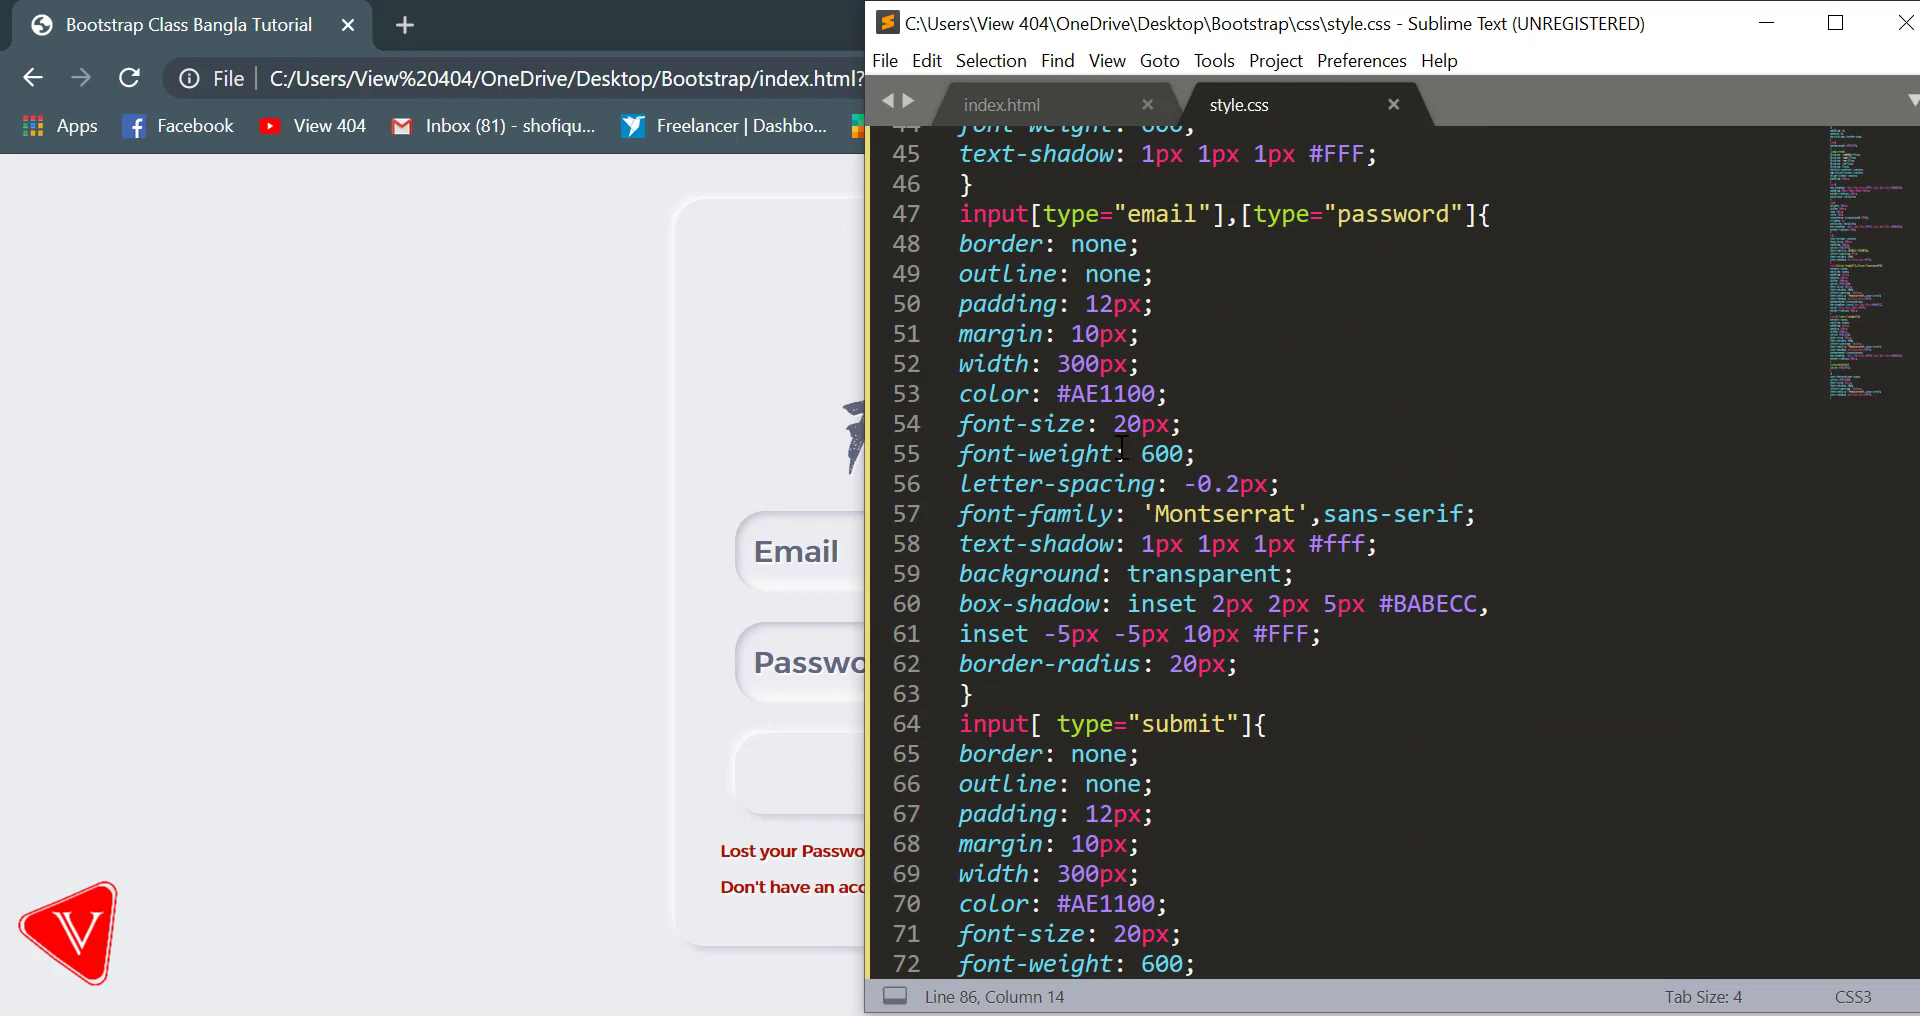 Bootstrap Class Bangla Tutorial
C:\Users\View 404\OneDrive\Desktop\Bootstrap\css\style.css - Sublime Text (UNREGISTERED)
File Edit Selection Find View Goto Tools Project Preferences Help
File C:/Users/View%20404/OneDrive/Desktop/Bootstrap/index.html?
Apps Facebook View 404 Inbox (81) - shofiqu... Freelancer | Dashbo...
index.html style.css
44 font-weight: 600;
45 text-shadow: 1px 1px 1px #FFF;
46 }
47 input[type="email"],[type="password"]{
48 border: none;
49 outline: none;
50 padding: 12px;
51 margin: 10px;
52 width: 300px;
53 color: #AE1100;
54 font-size: 20px;
55 font-weight: 600;
56 letter-spacing: -0.2px;
57 font-family: 'Montserrat',sans-serif;
58 text-shadow: 1px 1px 1px #fff;
59 background: transparent;
60 box-shadow: inset 2px 2px 5px #BABECC,
61 inset -5px -5px 10px #FFF;
62 border-radius: 20px;
63 }
64 input[ type="submit"]{
65 border: none;
66 outline: none;
67 padding: 12px;
68 margin: 10px;
69 width: 300px;
70 color: #AE1100;
71 font-size: 20px;
72 font-weight: 600;
Email
Passwo
Lost your Passwo
Don't have an acc
V
Line 86, Column 14 Tab Size: 4 CSS3